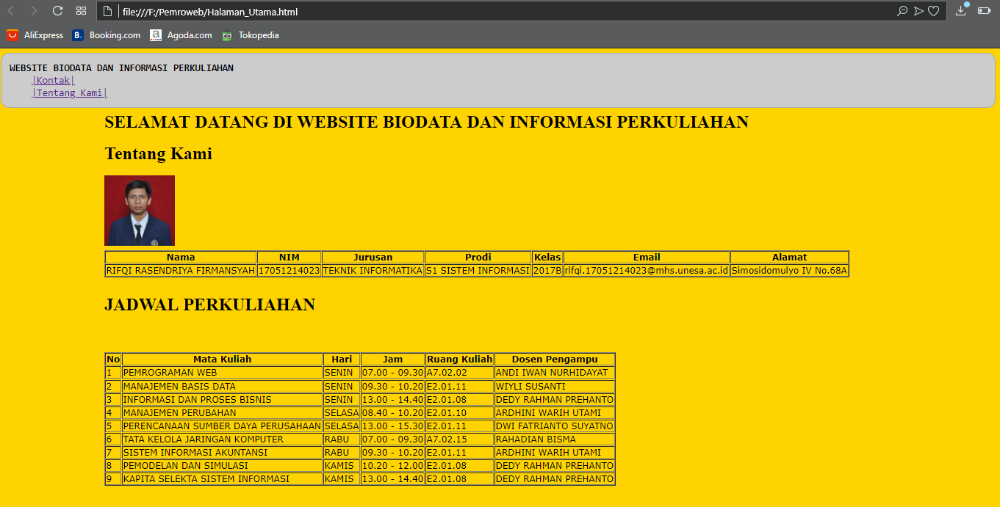 file:///F:/Pemroweb/Halaman_Utama.html
AliExpress B. Booking.com a Agoda.com Tokopedia
WEBSITE BIODATA DAN INFORMASI PERKULIAHAN
|Kontak|
|Tentang Kami|
SELAMAT DATANG DI WEBSITE BIODATA DAN INFORMASI PERKULIAHAN
Tentang Kami
Nama NIM Jurusan Prodi Kelas Email Alamat
RIFQI RASENDRIYA FIRMANSYAH 17051214023 TEKNIK INFORMATIKA S1 SISTEM INFORMASI 2017B rifqi.17051214023@mhs.unesa.ac.id Simosidomulyo IV No.68A
JADWAL PERKULIAHAN
No Mata Kuliah Hari Jam Ruang Kuliah Dosen Pengampu
1 PEMROGRAMAN WEB SENIN 07.00 - 09.30 A7.02.02 ANDI IWAN NURHIDAYAT
2 MANAJEMEN BASIS DATA SENIN 09.30 - 10.20 E2.01.11 WIYLI SUSANTI
3 INFORMASI DAN PROSES BISNIS SENIN 13.00 - 14.40 E2.01.08 DEDY RAHMAN PREHANTO
4 MANAJEMEN PERUBAHAN SELASA 08.40 - 10.20 E2.01.10 ARDHINI WARIH UTAMI
5 PERENCANAAN SUMBER DAYA PERUSAHAAN SELASA 13.00 - 15.30 E2.01.11 DWI FATRIANTO SUYATNO
6 TATA KELOLA JARINGAN KOMPUTER RABU 07.00 - 09.30 A7.02.15 RAHADIAN BISMA
7 SISTEM INFORMASI AKUNTANSI RABU 09.30 - 10.20 E2.01.11 ARDHINI WARIH UTAMI
8 PEMODELAN DAN SIMULASI KAMIS 10.20 - 12.00 E2.01.08 DEDY RAHMAN PREHANTO
9 KAPITA SELEKTA SISTEM INFORMASI KAMIS 13.00 - 14.40 E2.01.08 DEDY RAHMAN PREHANTO